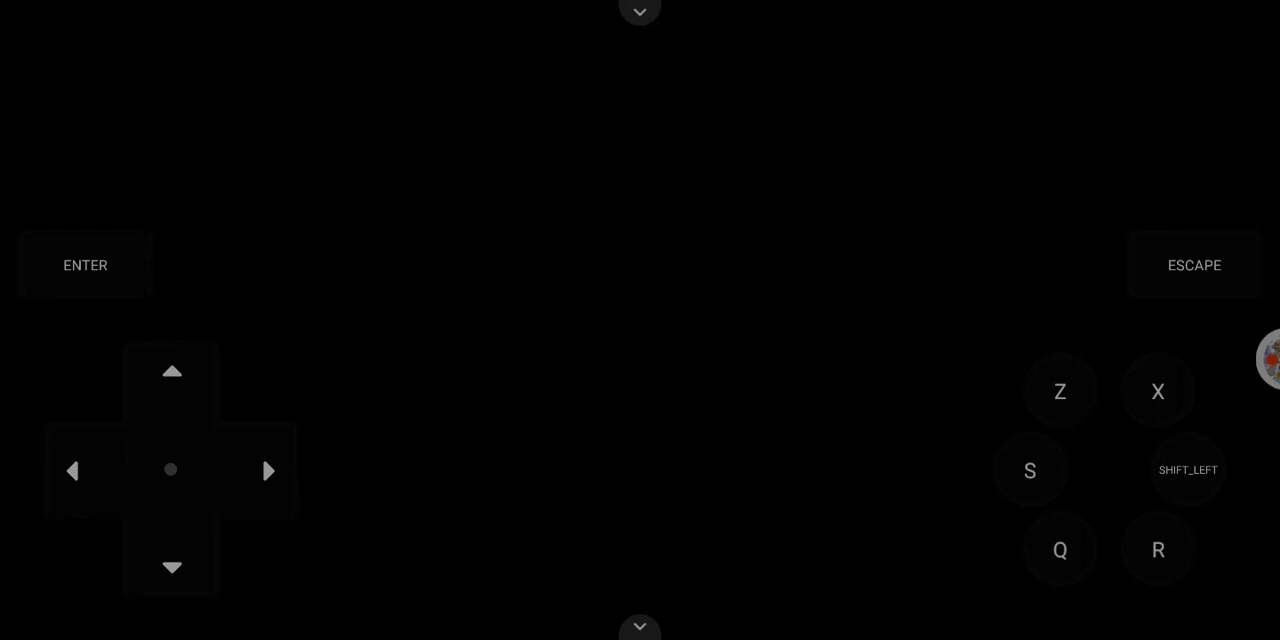 ENTER
ESCAPE
Z X
S SHIFT_LEFT
Q R